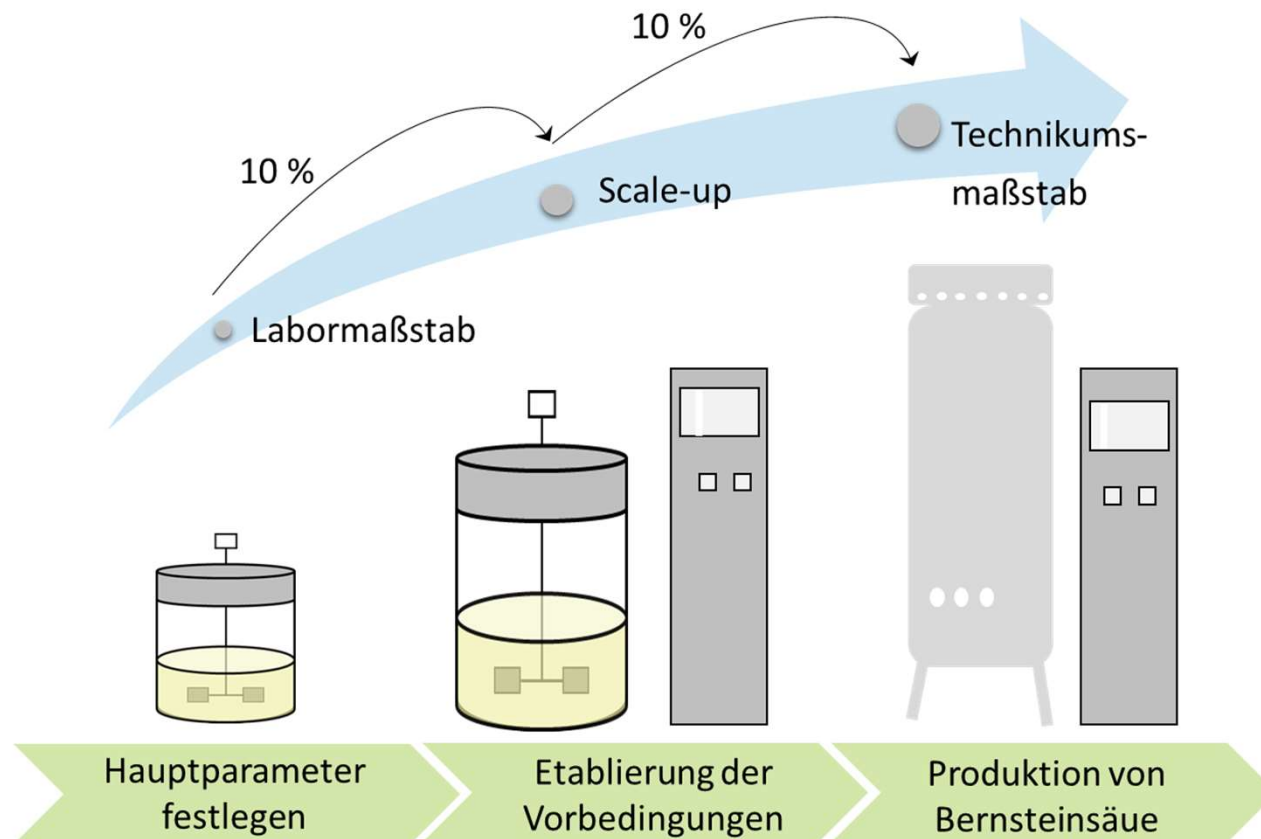 10 %
10 %
Technikums-
maßstab
Scale-up
Labormaßstab
Hauptparameter
festlegen
Etablierung der
Vorbedingungen
Produktion von
Bernsteinsäue